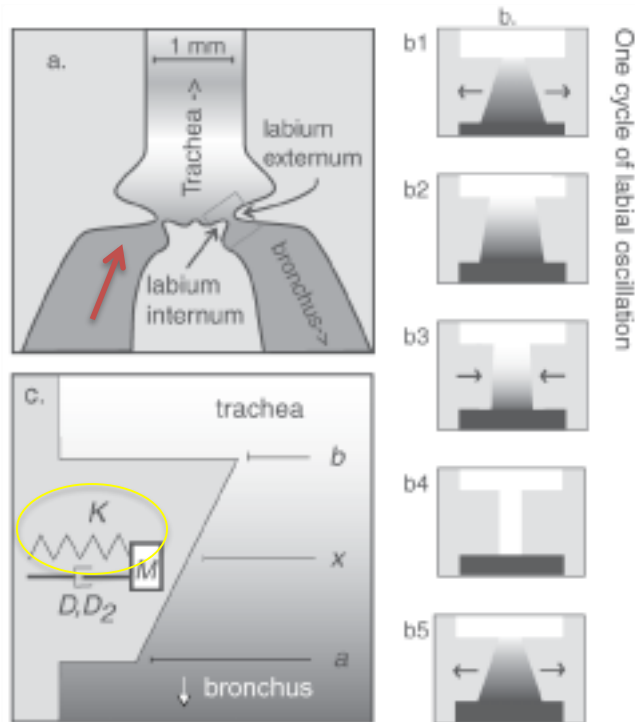 a.
1 mm
Trachea ->
labium
externum
labium
internum
bronchus->
b.
b1
b2
b3
b4
b5
One cycle of labial oscillation
c.
trachea
b
K
M
x
D,D2
a
bronchus